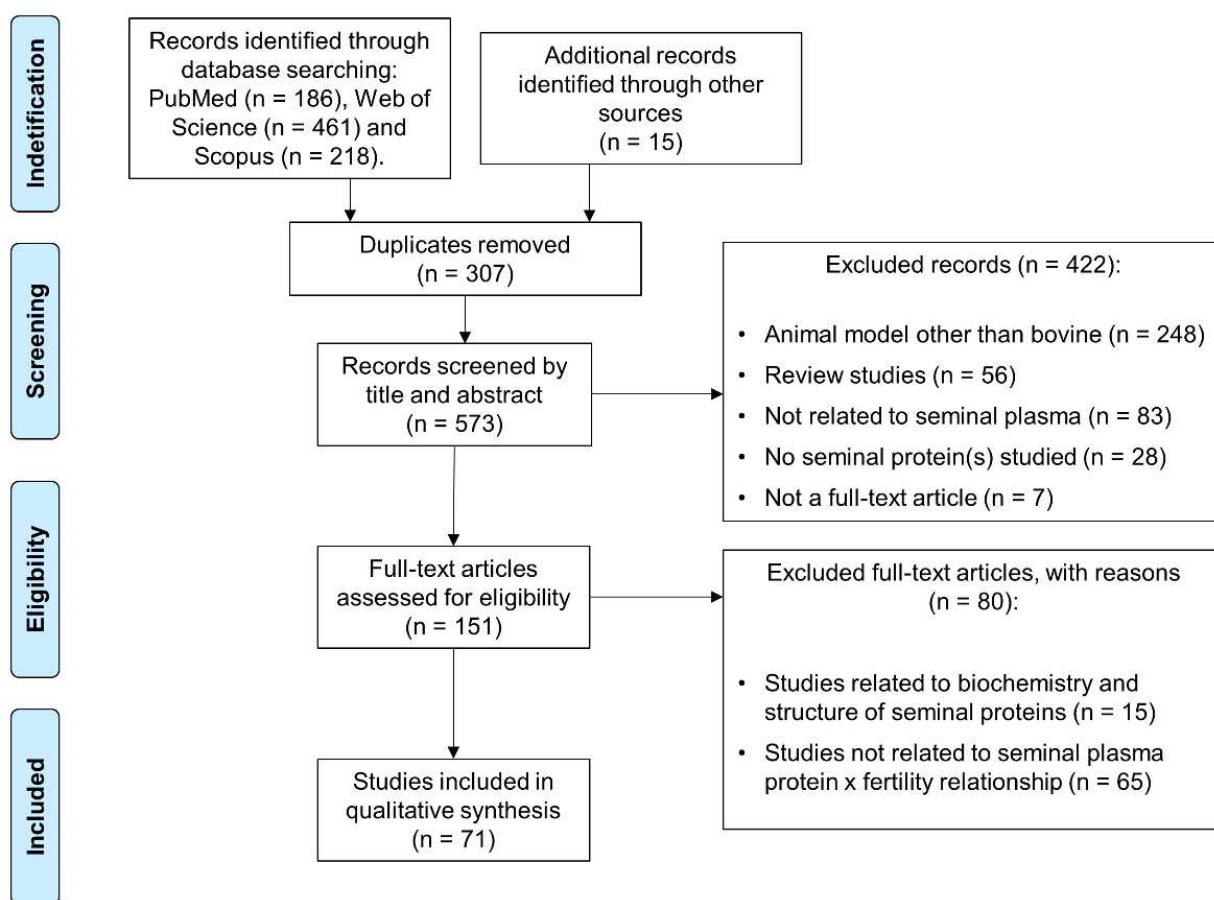 Indetification
Records identified through
database searching:
PubMed (n = 186), Web of
Science (n = 461) and
Scopus (n = 218).
Additional records
identified through other
sources
(n = 15)
Screening
Duplicates removed
(n = 307)
Records screened by
title and abstract
(n = 573)
Excluded records (n = 422):
• Animal model other than bovine (n = 248)
• Review studies (n = 56)
• Not related to seminal plasma (n = 83)
• No seminal protein(s) studied (n = 28)
• Not a full-text article (n = 7)
Eligibility
Full-text articles
assessed for eligibility
(n = 151)
Excluded full-text articles, with reasons
(n = 80):
• Studies related to biochemistry and
structure of seminal proteins (n = 15)
• Studies not related to seminal plasma
protein x fertility relationship (n = 65)
Included
Studies included in
qualitative synthesis
(n = 71)